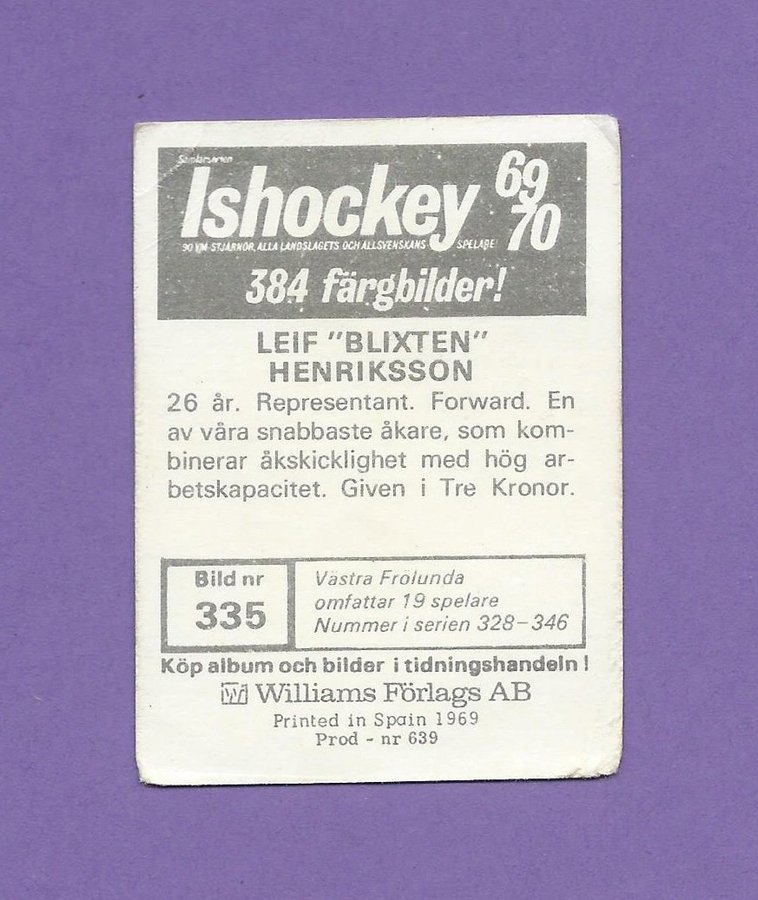 Samlarserien
Ishockey 69
70
90 VM-STJÄRNOR, ALLA LANDSLAGETS OCH ALLSVENSKANS SPELARE
384 färgbilder!
LEIF "BLIXTEN"
HENRIKSSON
26 år. Representant. Forward. En
av våra snabbaste åkare, som kom-
binerar åkskicklighet med hög ar-
betskapacitet. Given i Tre Kronor.
Bild nr
335
Västra Frölunda
omfattar 19 spelare
Nummer i serien 328-346
Köp album och bilder i tidningshandeln!
W Williams Förlags AB
Printed in Spain 1969
Prod - nr 639